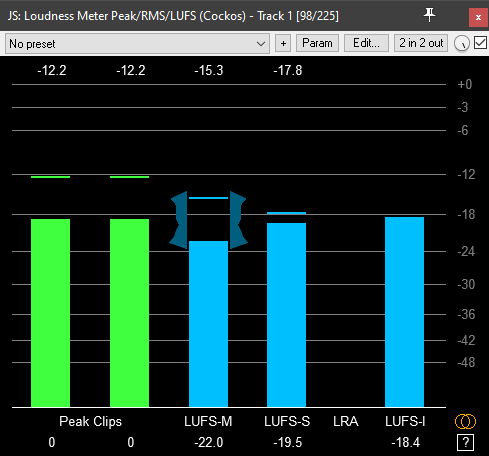 JS: Loudness Meter Peak/RMS/LUFS (Cockos) - Track 1 [98/225]
No preset + Param Edit... 2 in 2 out
-12.2 -12.2 -15.3 -17.8
+0
-3
-6
-12
-18
-24
-30
-36
-42
-48
Peak Clips LUFS-M LUFS-S LRA LUFS-I
0 0 -22.0 -19.5 -18.4 ?